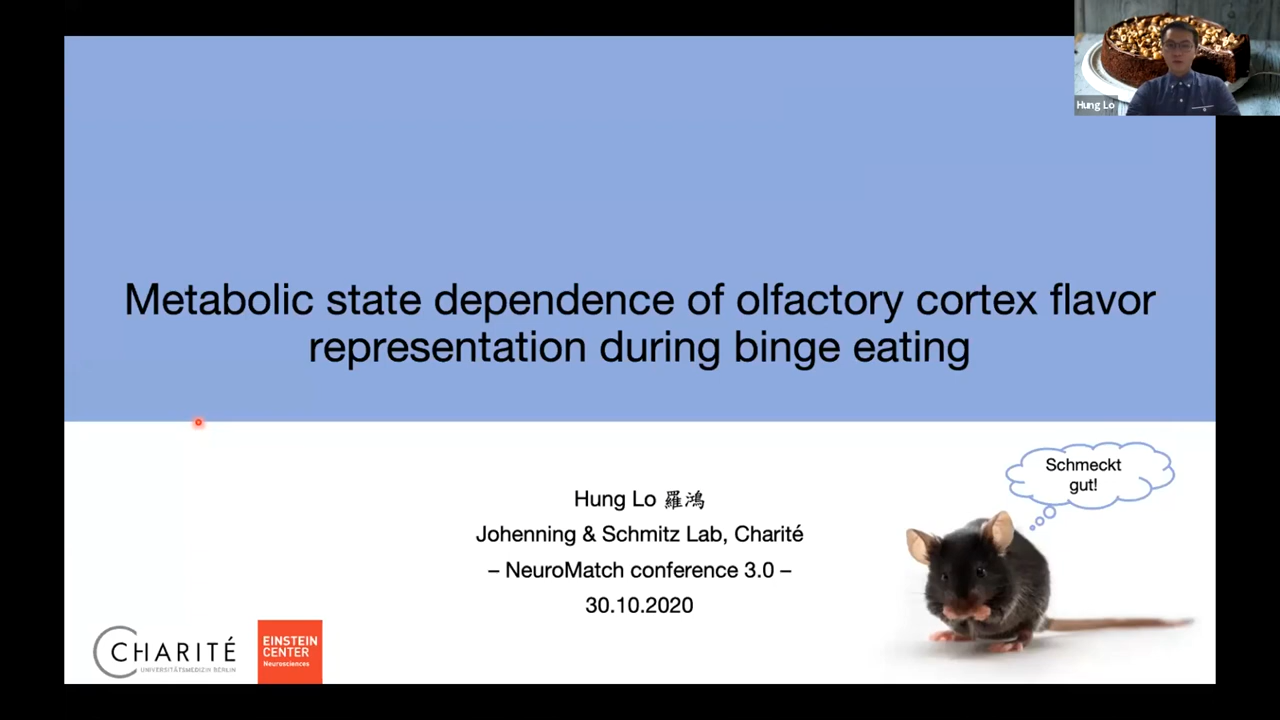 Hung Lo
Metabolic state dependence of olfactory cortex flavor
representation during binge eating
Schmeckt
gut!
Hung Lo 羅鴻
Johenning & Schmitz Lab, Charité
– NeuroMatch conference 3.0 –
30.10.2020
CHARITÉ
UNIVERSITÄTSMEDIZIN BERLIN
EINSTEIN
CENTER
Neurosciences